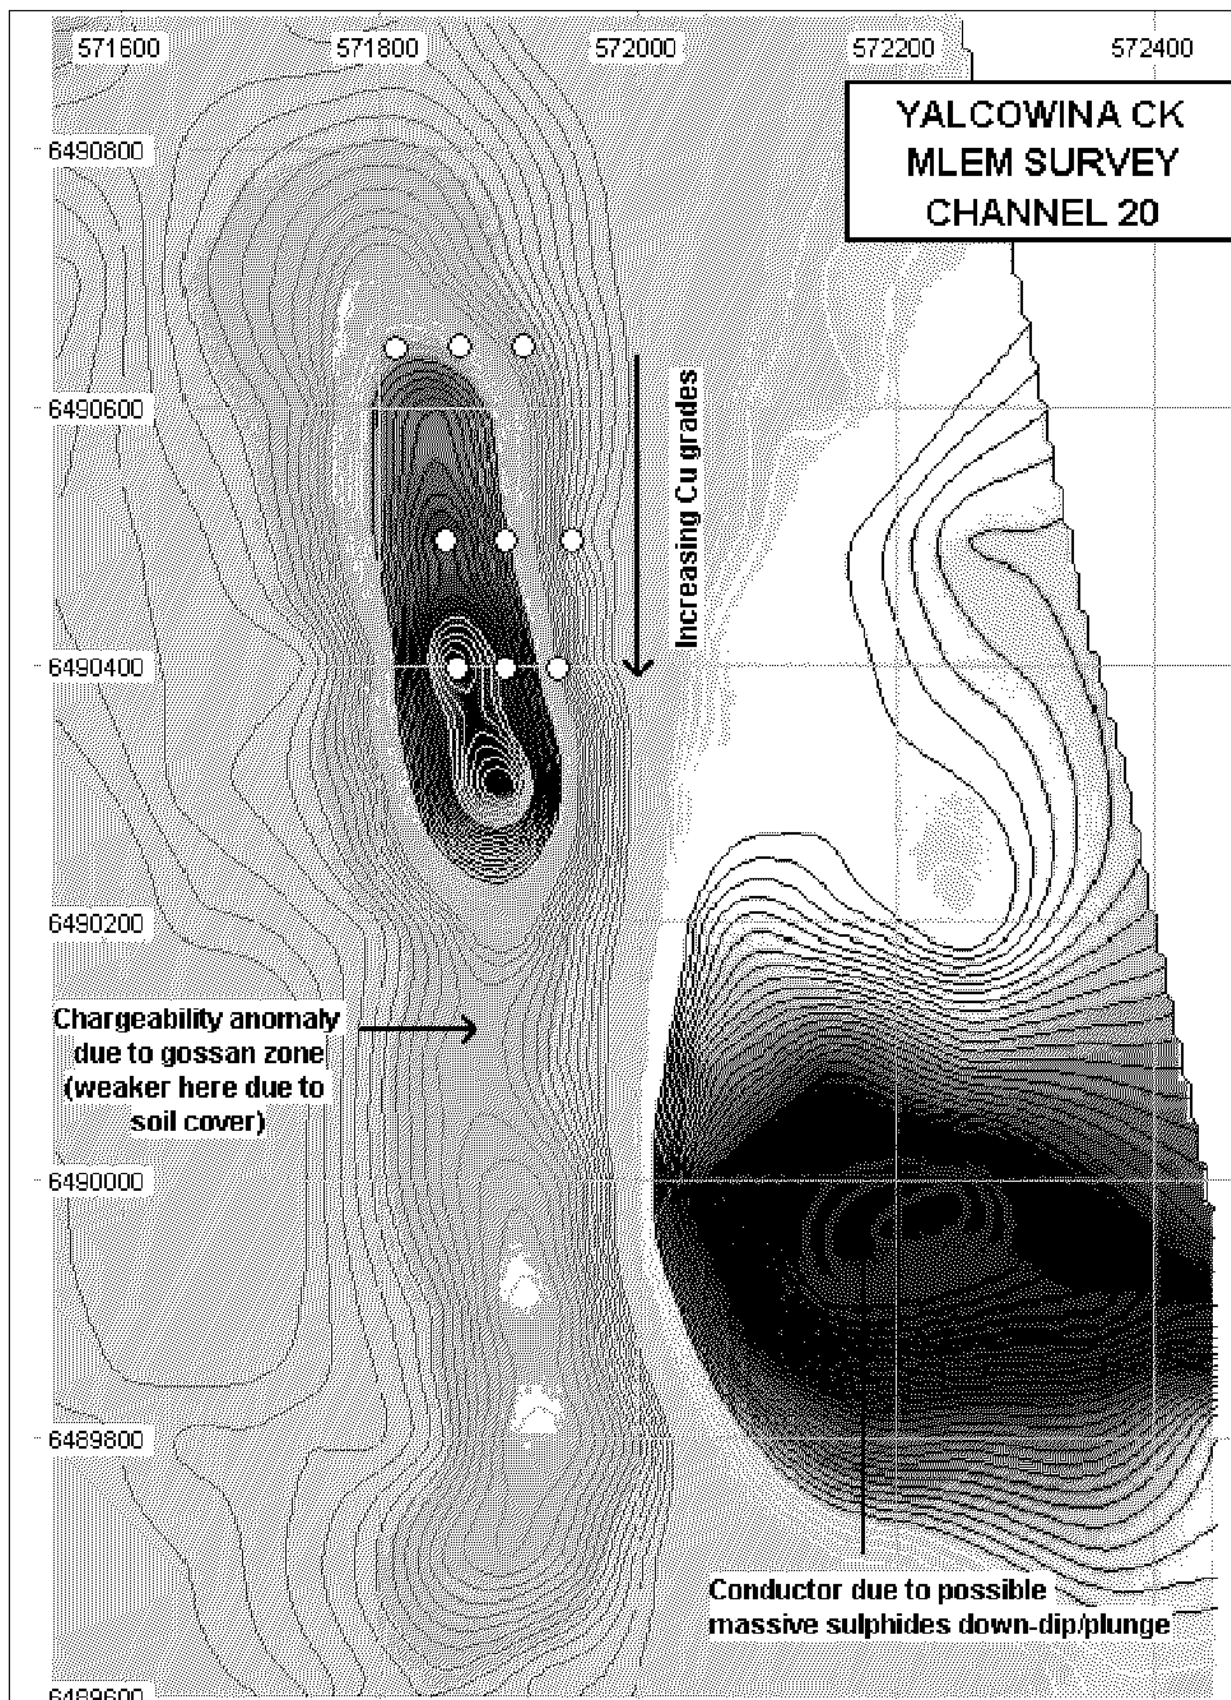 571600
571800
572000
572200
572400
YALCOWINA CK
MLEM SURVEY
CHANNEL 20
6490800
6490600
Increasing Cu grades
6490400
6490200
Chargeability anomaly
due to gossan zone
(weaker here due to
soil cover)
6490000
6489800
Conductor due to possible
massive sulphides down-dip/plunge
6489600